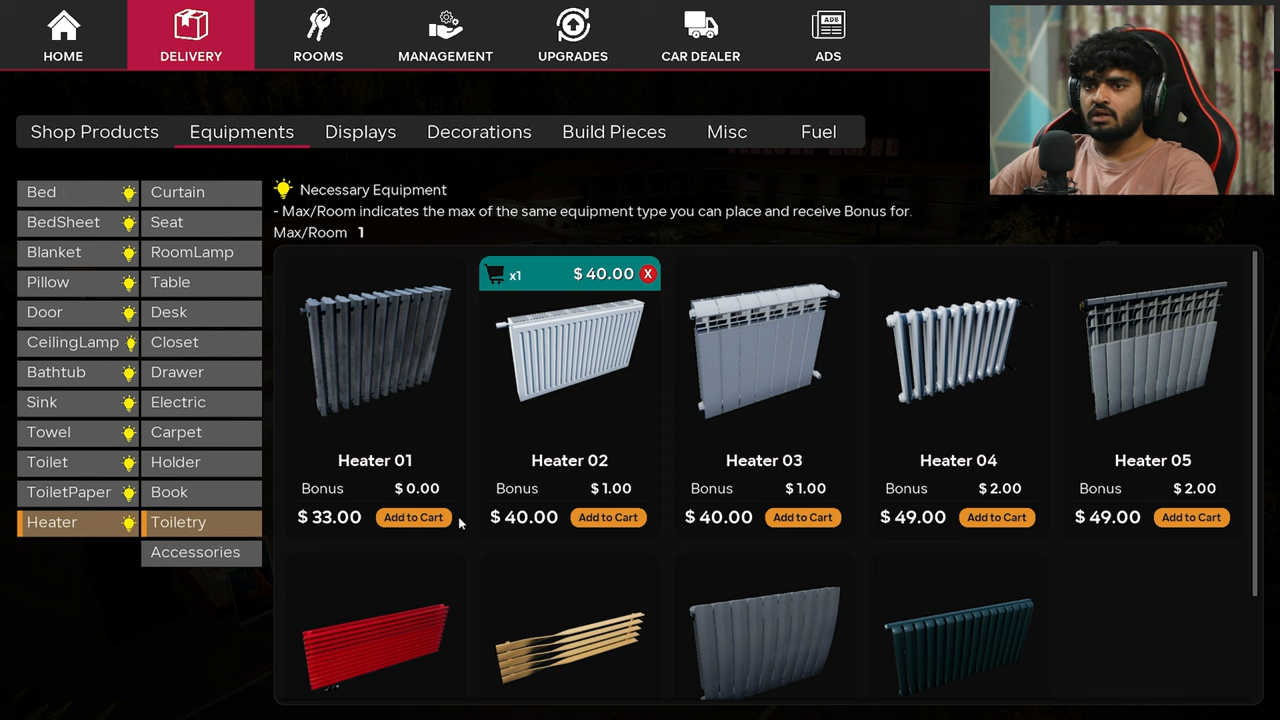 HOME
DELIVERY
ROOMS
MANAGEMENT
UPGRADES
CAR DEALER
ADS
ADS
Shop Products
Equipments
Displays
Decorations
Build Pieces
Misc
Fuel
Bed
Curtain
BedSheet
Seat
Blanket
RoomLamp
Pillow
Table
Door
Desk
CeilingLamp
Closet
Bathtub
Drawer
Sink
Electric
Towel
Carpet
Toilet
Holder
ToiletPaper
Book
Heater
Toiletry
Accessories
Necessary Equipment
- Max/Room indicates the max of the same equipment type you can place and receive Bonus for.
Max/Room 1
x1 $ 40.00 X
Heater 01
Bonus $ 0.00
$ 33.00 Add to Cart
Heater 02
Bonus $ 1.00
$ 40.00 Add to Cart
Heater 03
Bonus $ 1.00
$ 40.00 Add to Cart
Heater 04
Bonus $ 2.00
$ 49.00 Add to Cart
Heater 05
Bonus $ 2.00
$ 49.00 Add to Cart